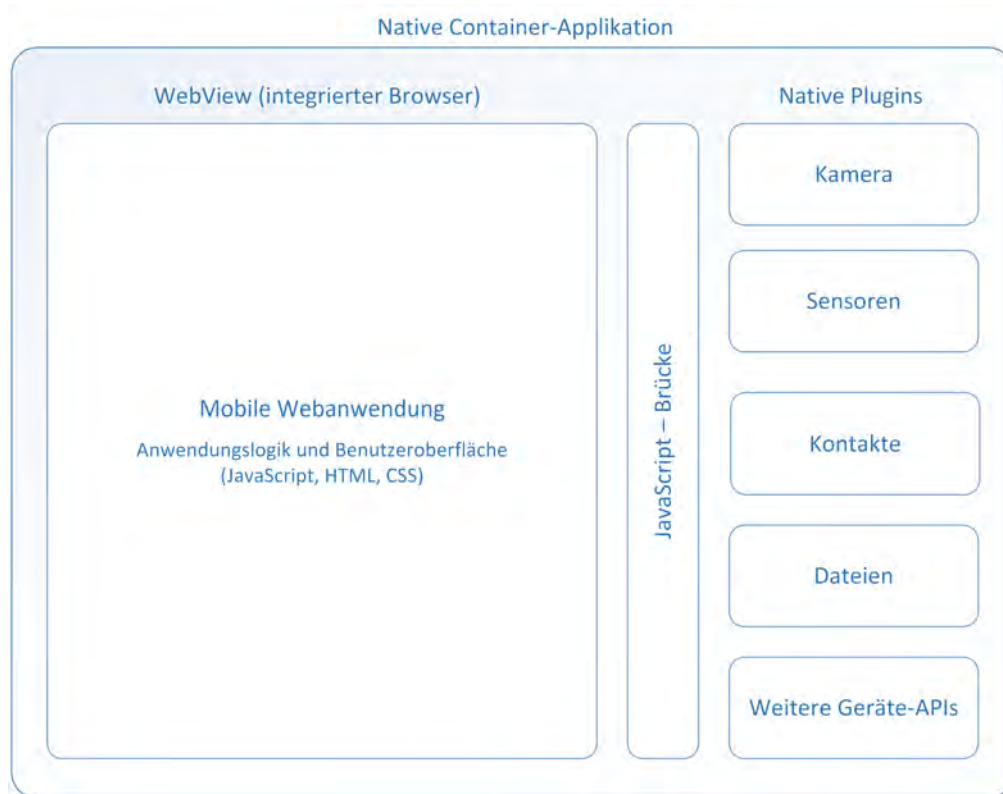 Native Container-Applikation
WebView (integrierter Browser)
Native Plugins
Mobile Webanwendung
Anwendungslogik und Benutzeroberfläche
(JavaScript, HTML, CSS)
JavaScript – Brücke
Kamera
Sensoren
Kontakte
Dateien
Weitere Geräte-APIs